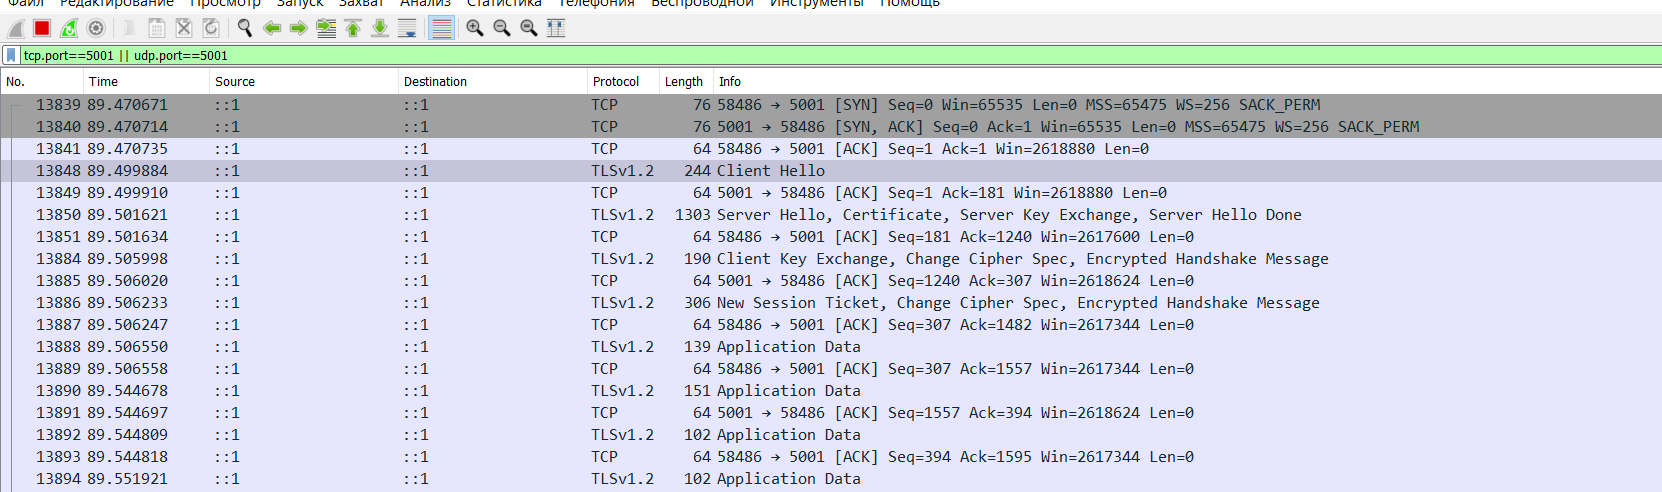 Файл Редактирование Просмотр Запуск Захват Анализ Статистика Телефония Беспроводной Инструменты Помощь
tcp.port==5001 || udp.port==5001
No. Time Source Destination Protocol Length Info
13839 89.470671 ::1 ::1 TCP 76 58486 → 5001 [SYN] Seq=0 Win=65535 Len=0 MSS=65475 WS=256 SACK_PERM
13840 89.470714 ::1 ::1 TCP 76 5001 → 58486 [SYN, ACK] Seq=0 Ack=1 Win=65535 Len=0 MSS=65475 WS=256 SACK_PERM
13841 89.470735 ::1 ::1 TCP 64 58486 → 5001 [ACK] Seq=1 Ack=1 Win=2618880 Len=0
13848 89.499884 ::1 ::1 TLSv1.2 244 Client Hello
13849 89.499910 ::1 ::1 TCP 64 5001 → 58486 [ACK] Seq=1 Ack=181 Win=2618880 Len=0
13850 89.501621 ::1 ::1 TLSv1.2 1303 Server Hello, Certificate, Server Key Exchange, Server Hello Done
13851 89.501634 ::1 ::1 TCP 64 58486 → 5001 [ACK] Seq=181 Ack=1240 Win=2617600 Len=0
13884 89.505998 ::1 ::1 TLSv1.2 190 Client Key Exchange, Change Cipher Spec, Encrypted Handshake Message
13885 89.506020 ::1 ::1 TCP 64 5001 → 58486 [ACK] Seq=1240 Ack=307 Win=2618624 Len=0
13886 89.506233 ::1 ::1 TLSv1.2 306 New Session Ticket, Change Cipher Spec, Encrypted Handshake Message
13887 89.506247 ::1 ::1 TCP 64 58486 → 5001 [ACK] Seq=307 Ack=1482 Win=2617344 Len=0
13888 89.506550 ::1 ::1 TLSv1.2 139 Application Data
13889 89.506558 ::1 ::1 TCP 64 58486 → 5001 [ACK] Seq=307 Ack=1557 Win=2617344 Len=0
13890 89.544678 ::1 ::1 TLSv1.2 151 Application Data
13891 89.544697 ::1 ::1 TCP 64 5001 → 58486 [ACK] Seq=1557 Ack=394 Win=2618624 Len=0
13892 89.544809 ::1 ::1 TLSv1.2 102 Application Data
13893 89.544818 ::1 ::1 TCP 64 58486 → 5001 [ACK] Seq=394 Ack=1595 Win=2617344 Len=0
13894 89.551921 ::1 ::1 TLSv1.2 102 Application Data